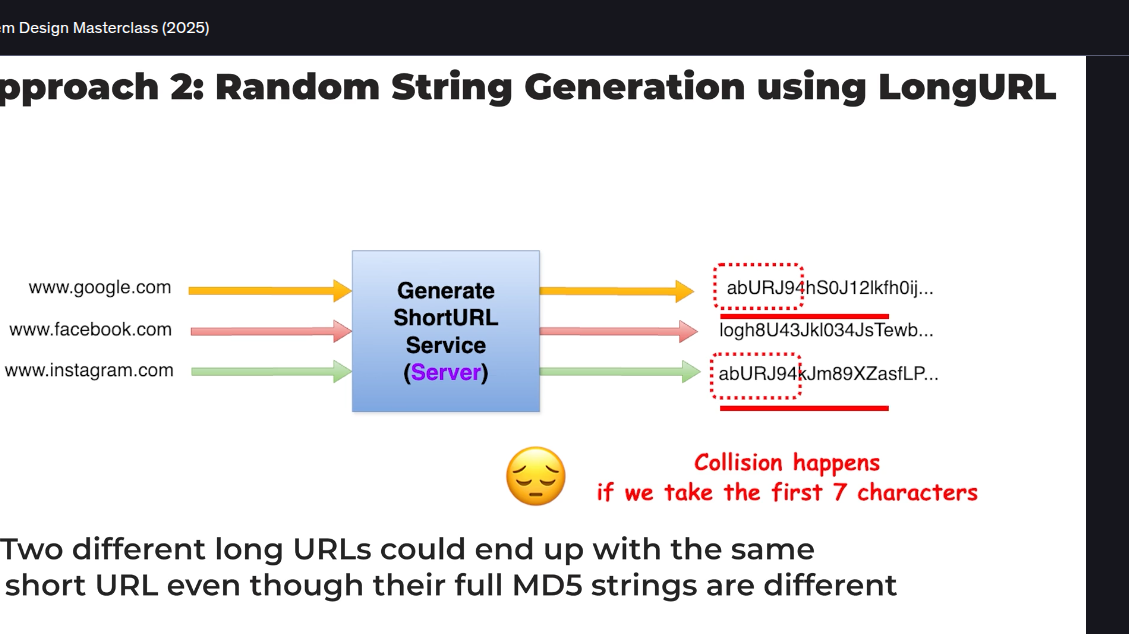 em Design Masterclass (2025)
pproach 2: Random String Generation using LongURL
www.google.com
www.facebook.com
www.instagram.com
Generate
ShortURL
Service
(Server)
abURJ94hS0J12lkfh0ij...
logh8U43Jkl034JsTewb...
abURJ94kJm89XZasfLP...
Collision happens
if we take the first 7 characters
Two different long URLs could end up with the same
short URL even though their full MD5 strings are different